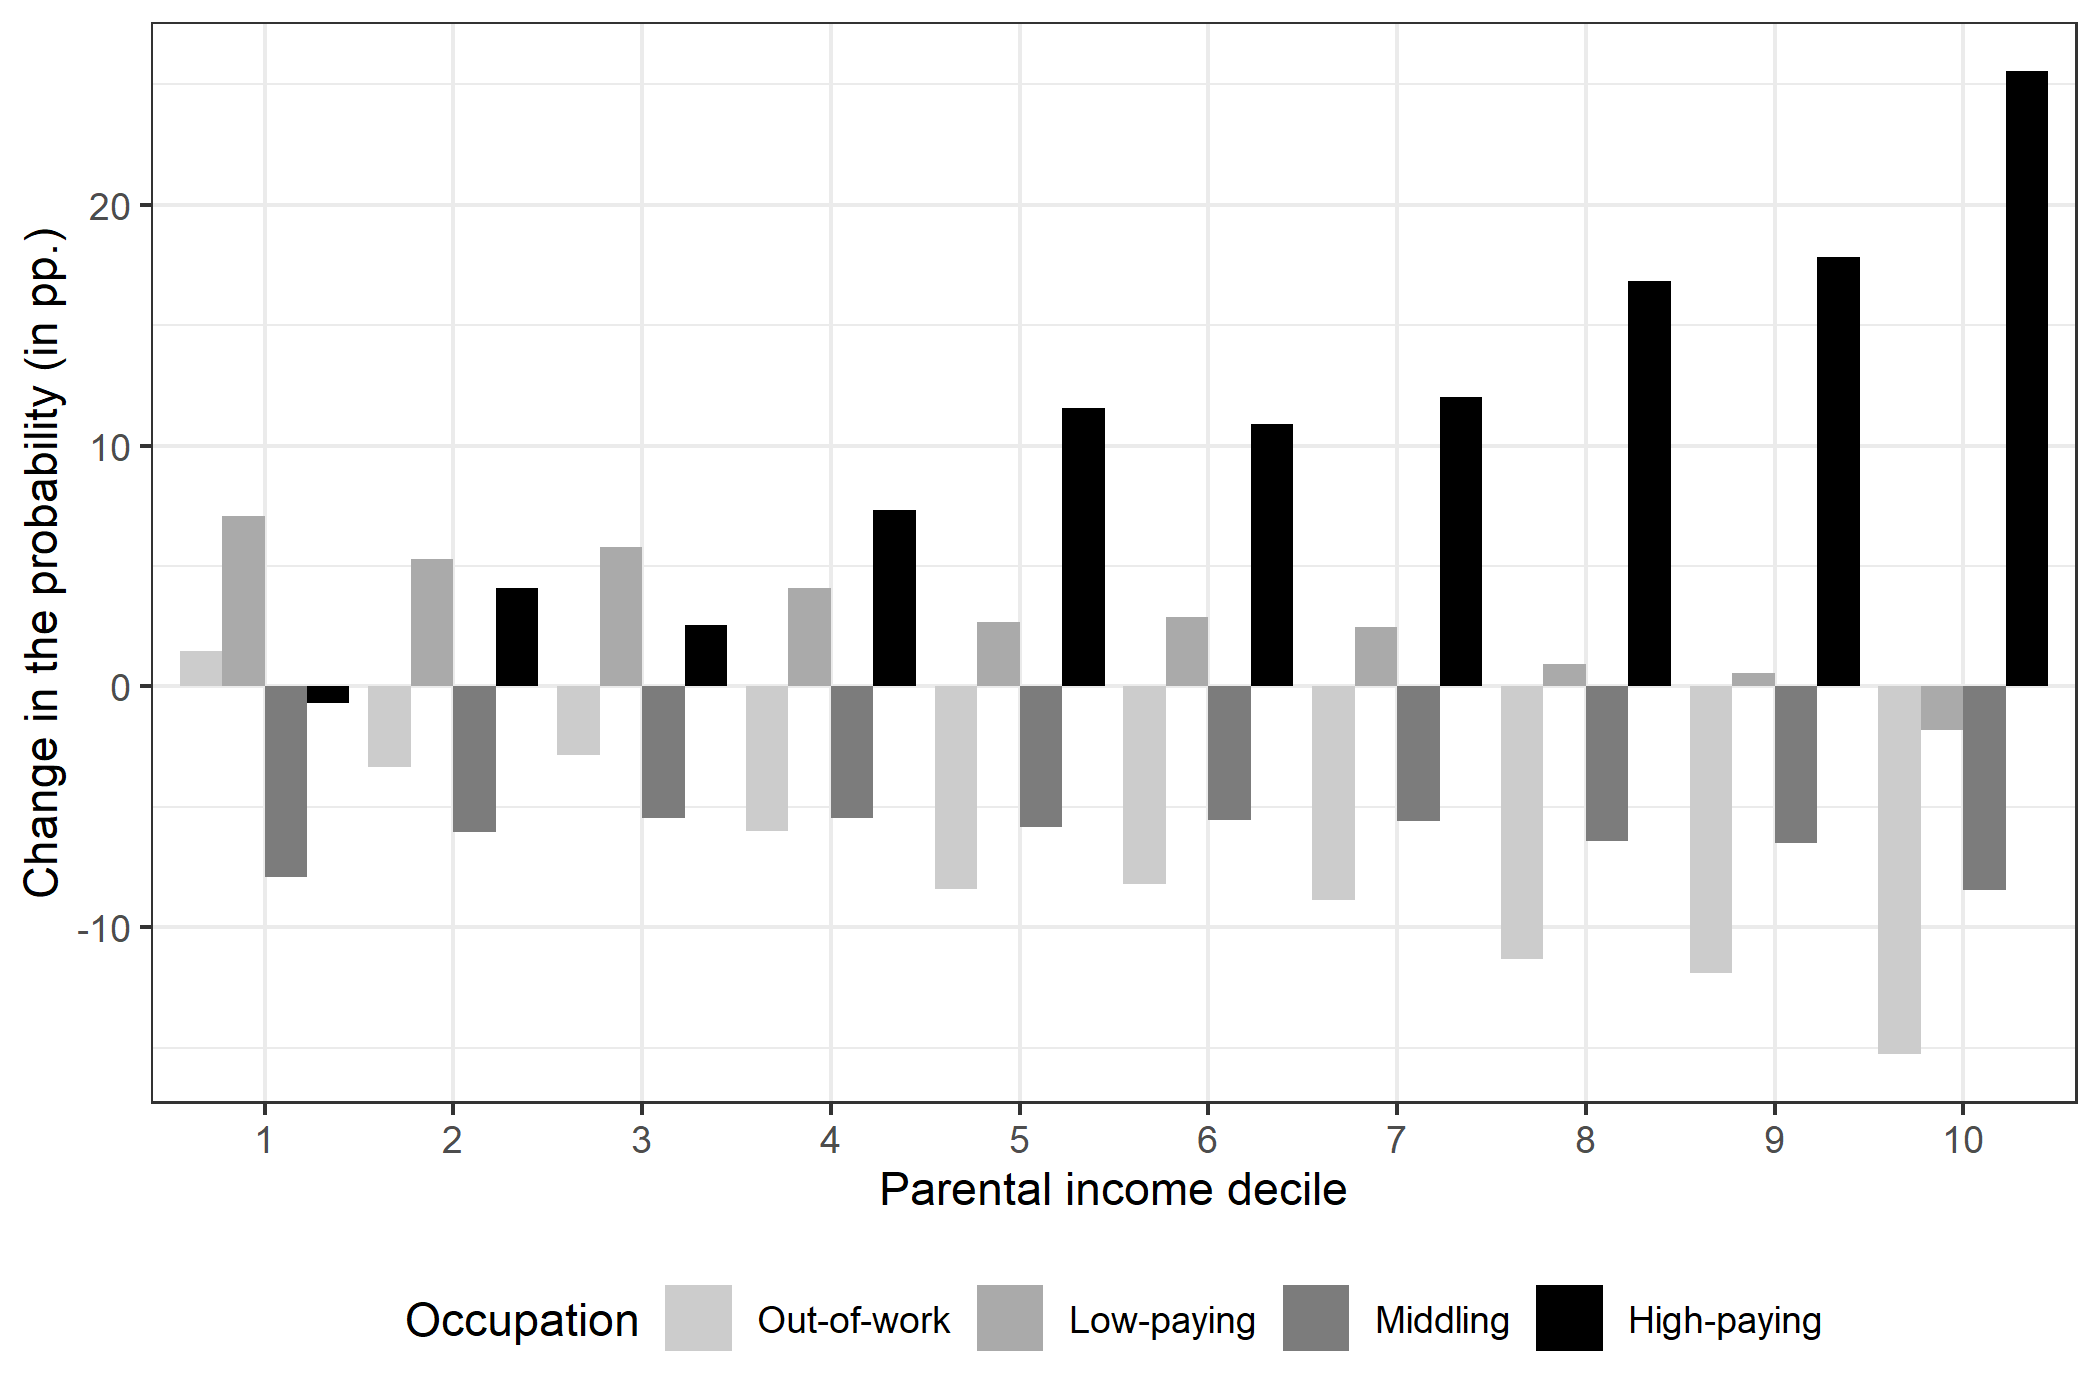 Change in the probability (in pp.)
20
10
0
-10
1 2 3 4 5 6 7 8 9 10
Parental income decile
Occupation Out-of-work Low-paying Middling High-paying